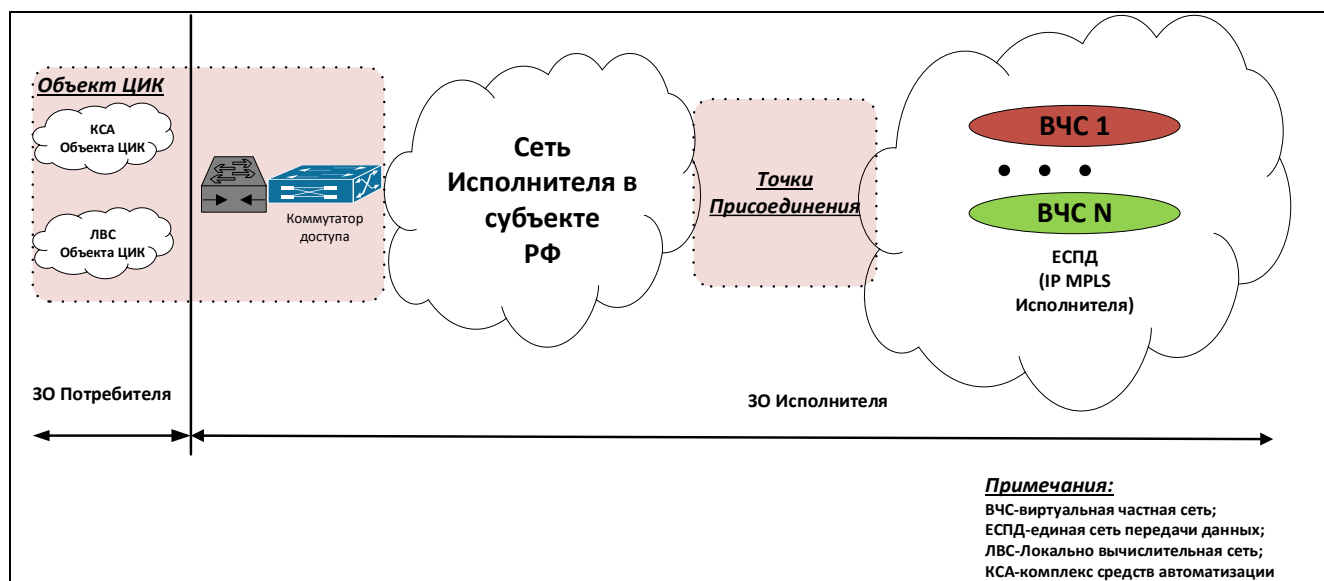 Объект ЦИК
КСА
Объекта ЦИК
ЛВС
Объекта ЦИК
Коммутатор
доступа
Сеть
Исполнителя в
субъекте
РФ
Точки
Присоединения
ВЧС 1
ВЧС N
ЕСПД
(IP MPLS
Исполнителя)
ЗО Потребителя
ЗО Исполнителя
Примечания:
ВЧС-виртуальная частная сеть;
ЕСПД-единая сеть передачи данных;
ЛВС-Локально вычислительная сеть;
КСА-комплекс средств автоматизации